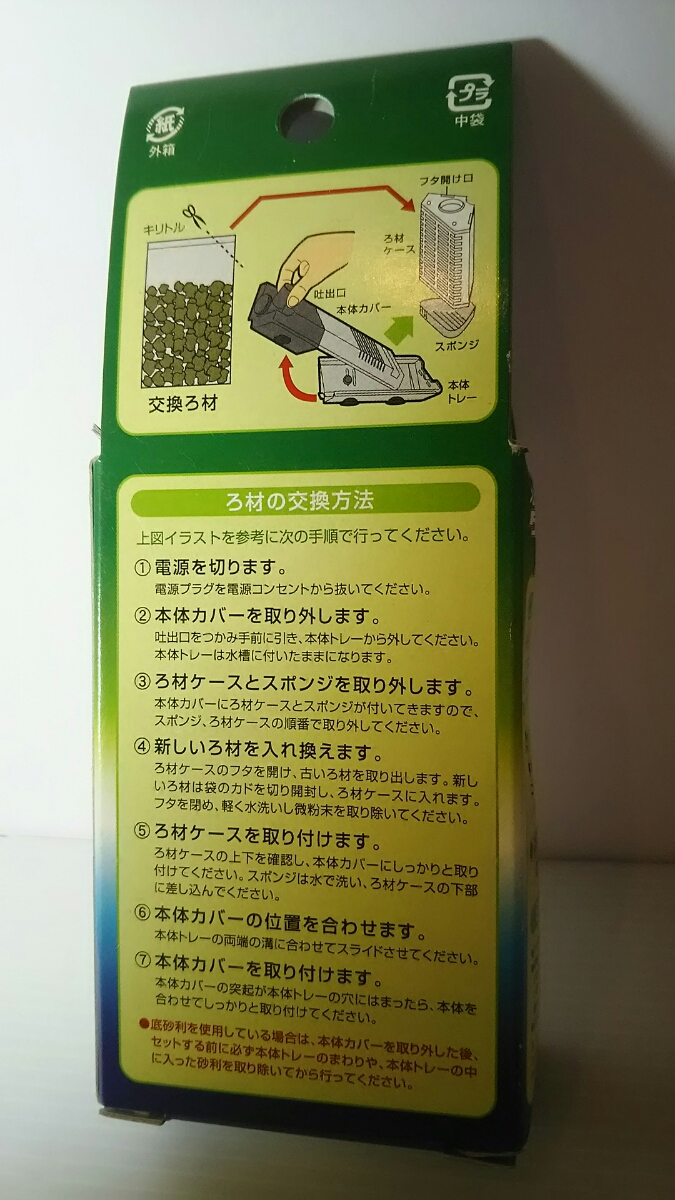 紙
外箱
プラ
中袋
フタ開け口
キリトル
ろ材
ケース
吐出口
本体カバー
スポンジ
本体
トレー
交換ろ材
ろ材の交換方法
上図イラストを参考に次の手順で行ってください。
①電源を切ります。
電源プラグを電源コンセントから抜いてください。
②本体カバーを取り外します。
吐出口をつかみ手前に引き、本体トレーから外してください。
本体トレーは水槽に付いたままになります。
③ろ材ケースとスポンジを取り外します。
本体カバーにろ材ケースとスポンジが付いてきますので、
スポンジ、ろ材ケースの順番で取り外してください。
④新しいろ材を入れ換えます。
ろ材ケースのフタを開け、古いろ材を取り出します。新し
いろ材は袋のカドを切り開封し、ろ材ケースに入れます。
フタを閉め、軽く水洗いし微粉末を取り除いてください。
⑤ろ材ケースを取り付けます。
ろ材ケースの上下を確認し、本体カバーにしっかりと取り
付けてください。スポンジは水で洗い、ろ材ケースの下部
に差し込んでください。
⑥本体カバーの位置を合わせます。
本体トレーの両端の溝に合わせてスライドさせてください。
⑦本体カバーを取り付けます。
本体カバーの突起が本体トレーの穴にはまったら、本体を
合わせてしっかりと取り付けてください。
●底砂利を使用している場合は、本体カバーを取り外した後、
セットする前に必ず本体トレーのまわりや、本体トレーの中
に入った砂利を取り除いてから行ってください。